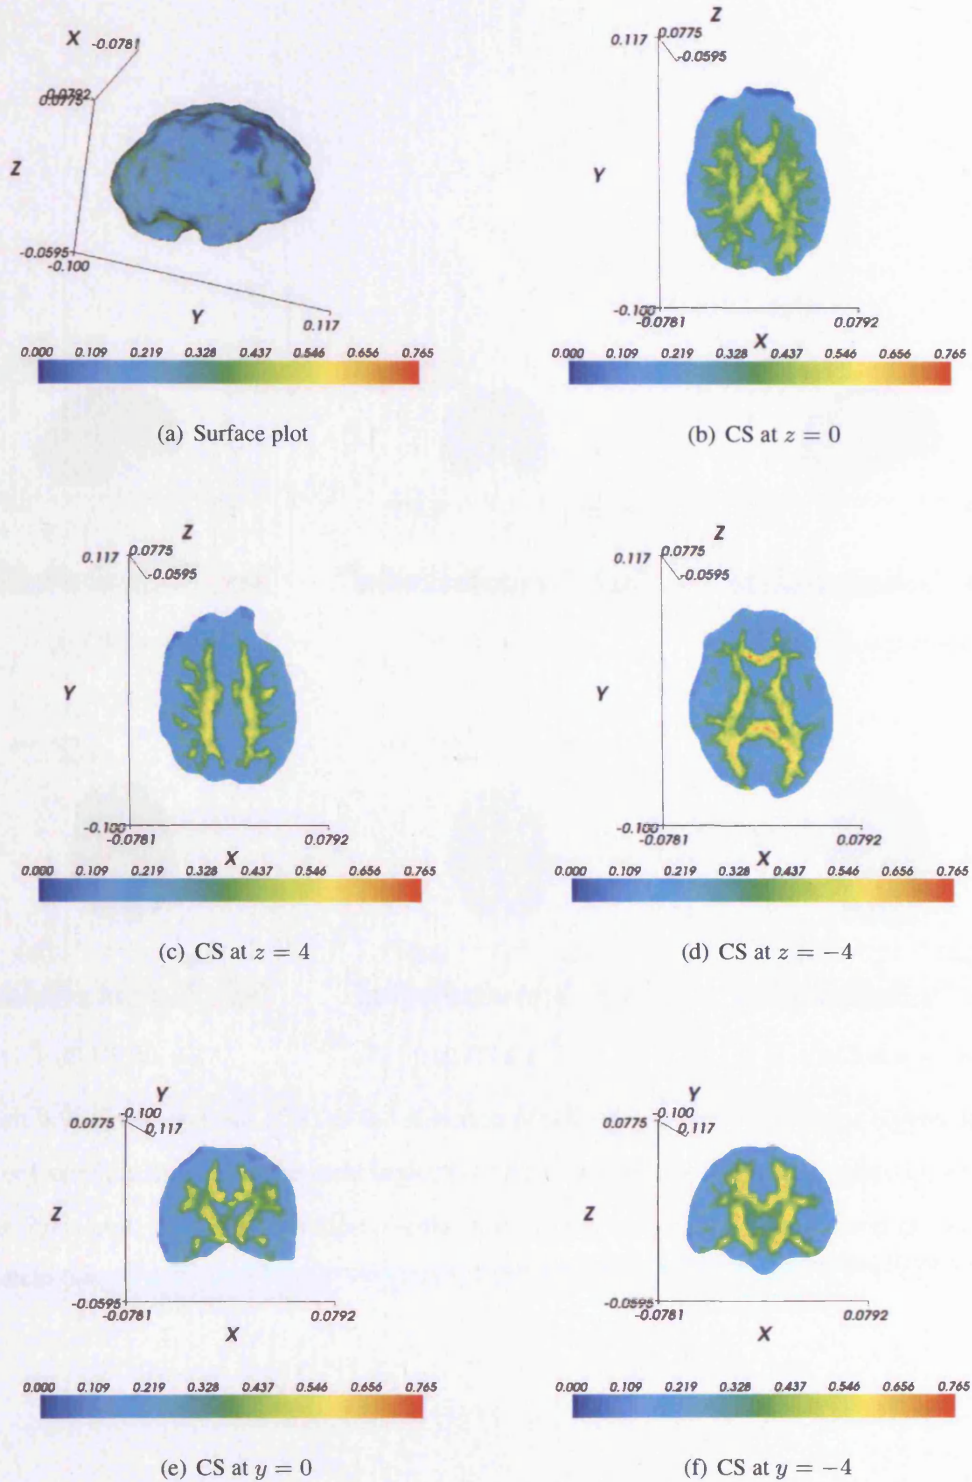 X -0.0781
0.0792
0.0775
Z
-0.0595
-0.100
Y
0.117
0.000 0.109 0.219 0.328 0.437 0.546 0.656 0.765
(a) Surface plot
Z
0.117 0.0775
-0.0595
Y
-0.100
-0.0781 0.0792
X
0.000 0.109 0.219 0.328 0.437 0.546 0.656 0.765
(b) CS at z = 0
Z
0.117 0.0775
-0.0595
Y
-0.100
-0.0781 0.0792
X
0.000 0.109 0.219 0.328 0.437 0.546 0.656 0.765
(c) CS at z = 4
Z
0.117 0.0775
-0.0595
Y
-0.100
-0.0781 0.0792
X
0.000 0.109 0.219 0.328 0.437 0.546 0.656 0.765
(d) CS at z = −4
Y
-0.100
0.0775 0.117
Z
-0.0595
-0.0781 0.0792
X
0.000 0.109 0.219 0.328 0.437 0.546 0.656 0.765
(e) CS at y = 0
Y
-0.100
0.0775 0.117
Z
-0.0595
-0.0781 0.0792
X
0.000 0.109 0.219 0.328 0.437 0.546 0.656 0.765
(f) CS at y = −4